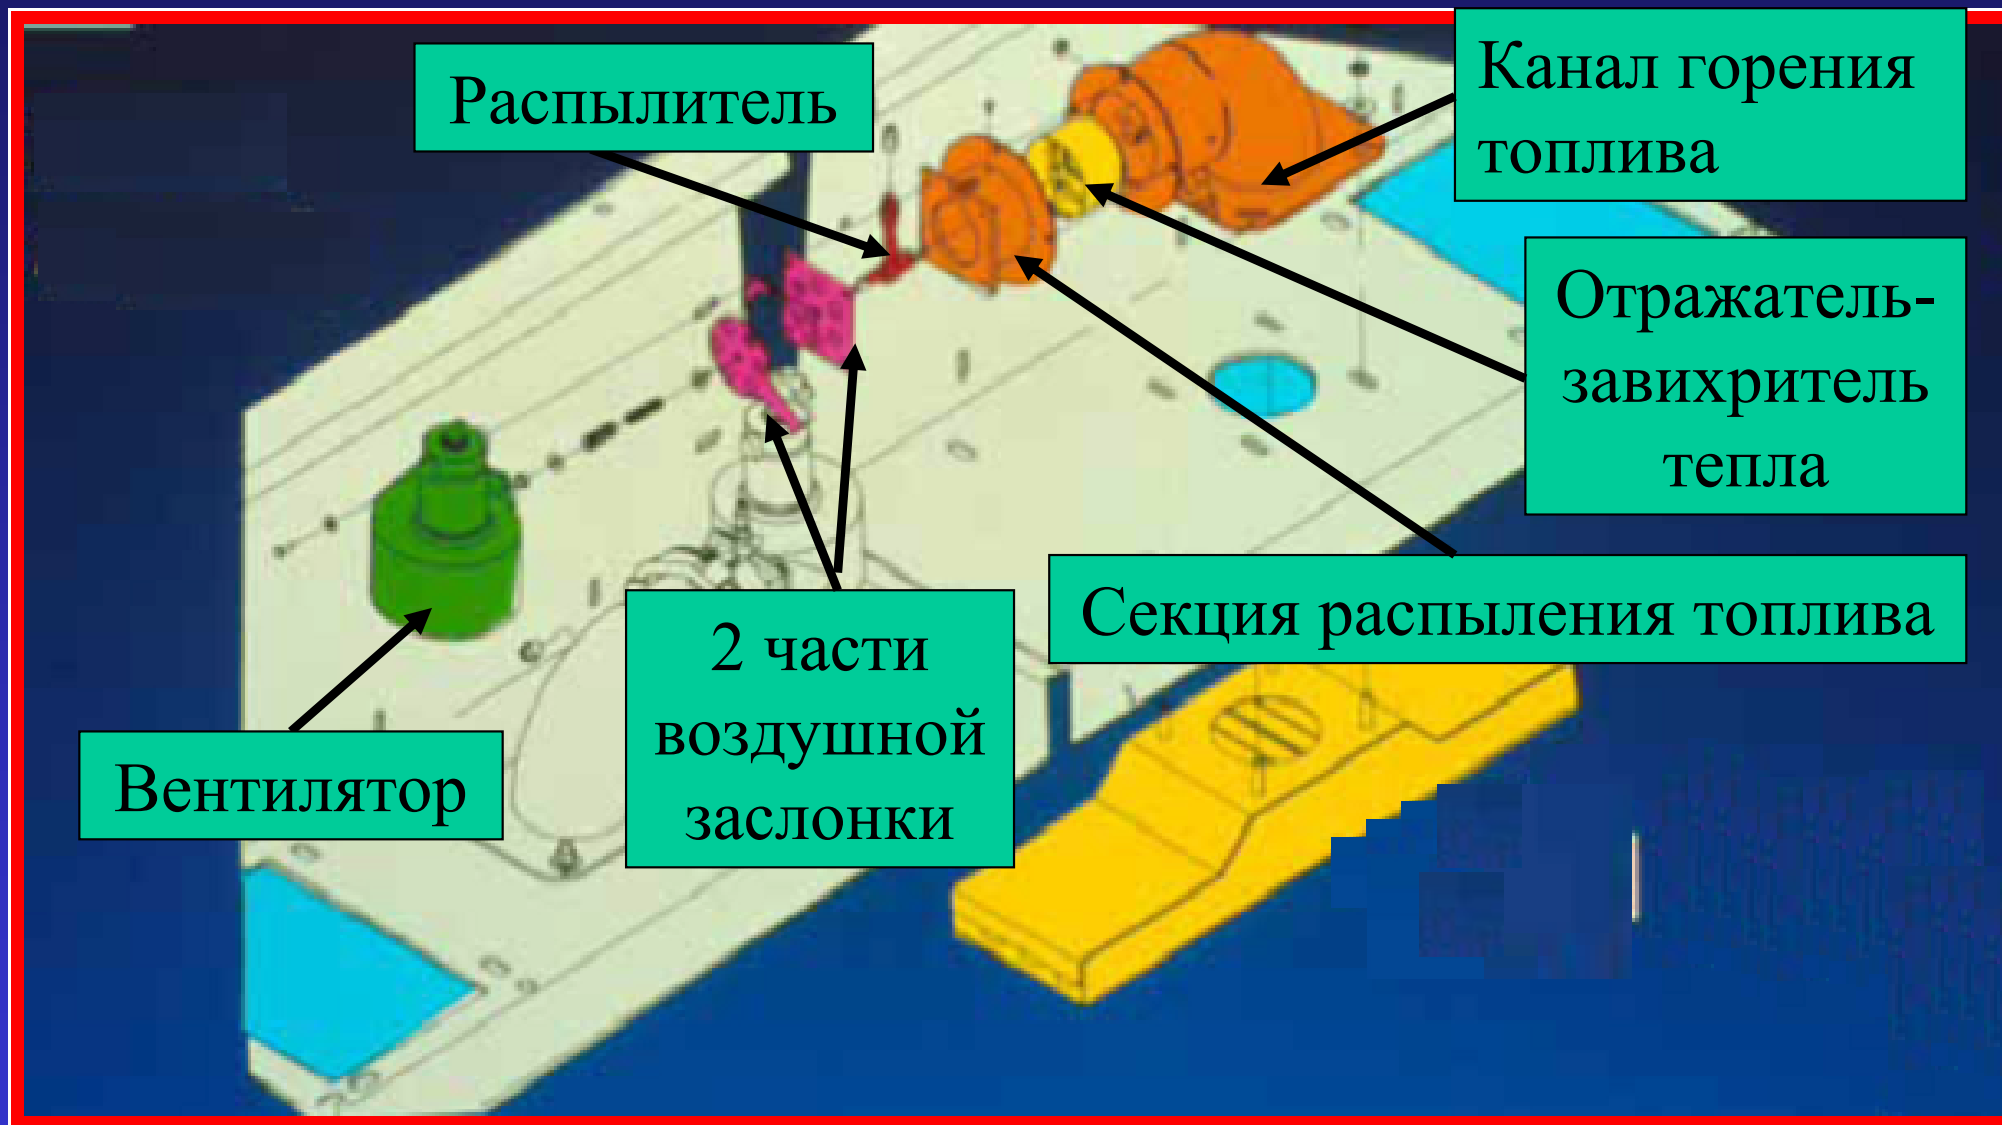 Распылитель
Канал горения
топлива
Отражатель-
завихритель
тепла
Секция распыления топлива
2 части
воздушной
заслонки
Вентилятор